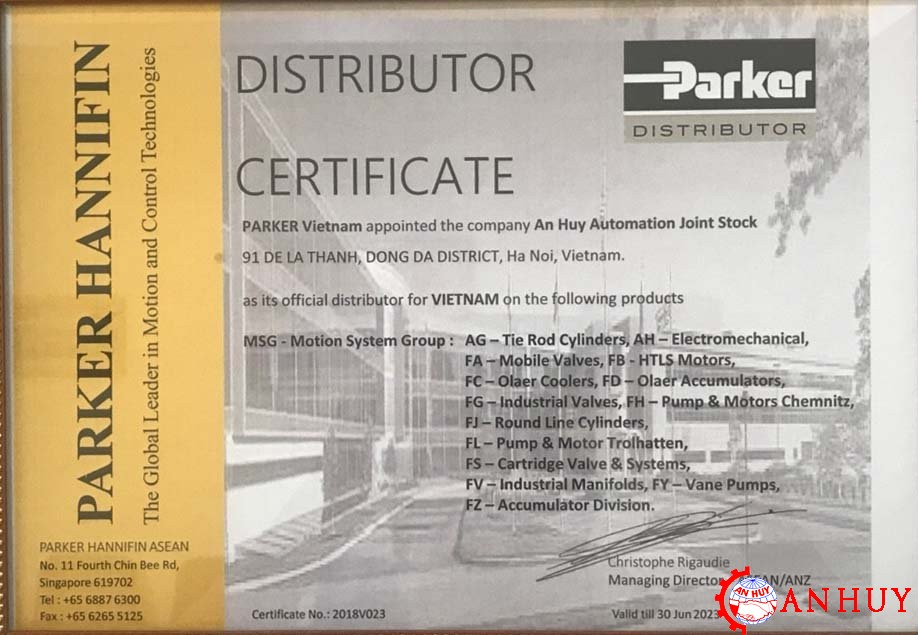 PARKER HANNIFIN
The Global Leader in Motion and Control Technologies
DISTRIBUTOR
CERTIFICATE
Parker
DISTRIBUTOR
PARKER Vietnam appointed the company An Huy Automation Joint Stock
91 DE LA THANH, DONG DA DISTRICT, Ha Noi, Vietnam.
as its official distributor for VIETNAM on the following products
MSG - Motion System Group : AG – Tie Rod Cylinders, AH – Electromechanical,
FA – Mobile Valves, FB - HTLS Motors,
FC – Olaer Coolers, FD – Olaer Accumulators,
FG – Industrial Valves, FH – Pump & Motors Chemnitz,
FJ – Round Line Cylinders,
FL – Pump & Motor Trolhatten,
FS – Cartridge Valve & Systems,
FV – Industrial Manifolds, FY – Vane Pumps,
FZ – Accumulator Division.
PARKER HANNIFIN ASEAN
No. 11 Fourth Chin Bee Rd,
Singapore 619702
Tel : +65 6887 6300
Fax : +65 6265 5125
Christophe Rigaudie
Managing Director
Certificate No.: 2018V023
Valid till 30 Jun 2023
AN HUY
ANHUY